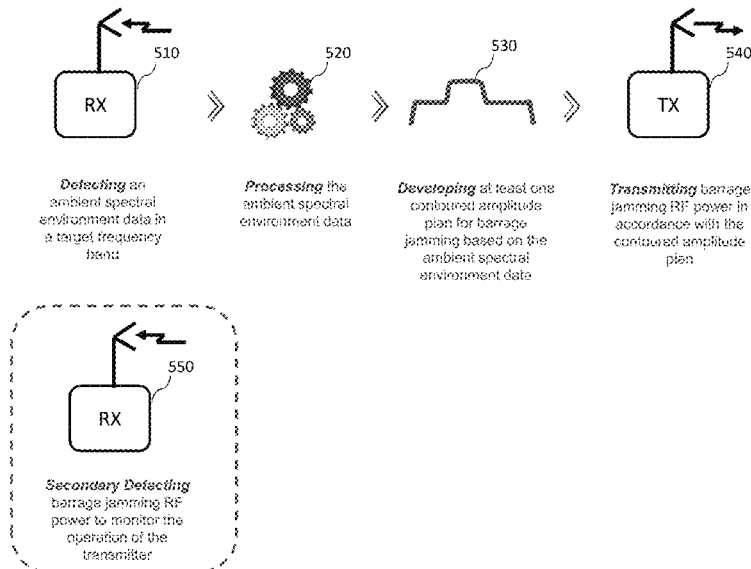 RX
510
520
530
TX
540
Detecting an
ambient spectral
environment data in
a target frequency
band
Processing the
ambient spectral
environment data
Developing at least one
contoured amplitude
plan for barrage
jamming based on the
ambient spectral
environment data
Transmitting barrage
jamming RF power in
accordance with the
contoured amplitude
plan
RX
550
Secondary Detecting
barrage jamming RF
power to monitor the
operation of the
transmitter